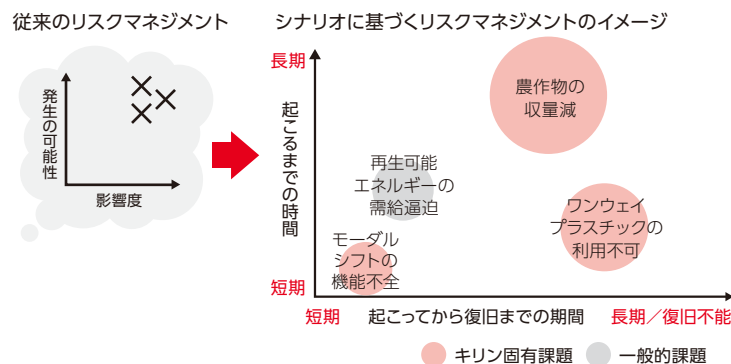 従来のリスクマネジメント
発生の可能性
影響度
シナリオに基づくリスクマネジメントのイメージ
長期
起こるまでの時間
短期
農作物の
収量減
再生可能
エネルギーの
需給逼迫
ワンウェイ
プラスチックの
利用不可
モーダル
シフトの
機能不全
短期 起こってから復旧までの期間 長期／復旧不能
キリン固有課題 一般的課題